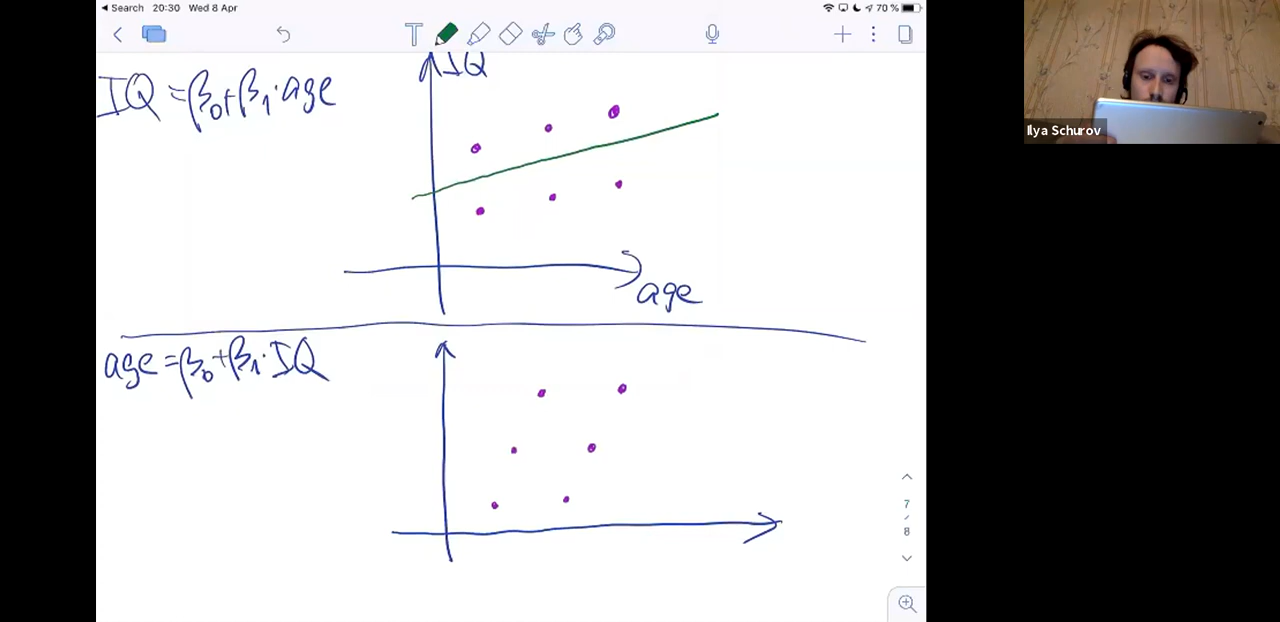 Search 20:30 Wed 8 Apr
70 %
T
IQ = β₀+β₁·age
IQ
Ilya Schurov
age
age = β₀+β₁·IQ
7
8